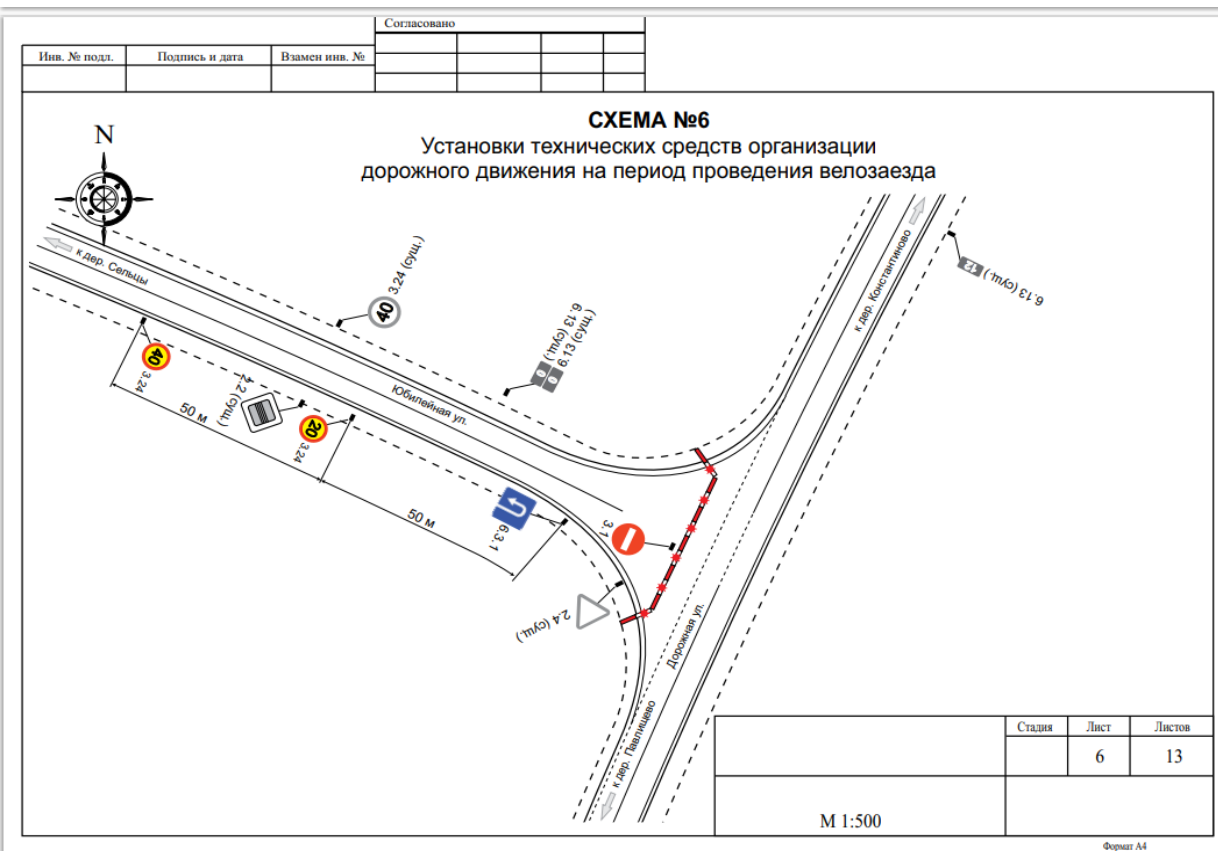 Согласовано
Инв. № подл.
Подпись и дата
Взамен инв. №
СХЕМА №6
Установки технических средств организации
дорожного движения на период проведения велозаезда
N
к дер. Сельцы
40
3.24 (сущ.)
6.13 (сущ.)
6.13 (сущ.)
к дер. Константиново
12
6.13 (сущ.)
40
3.24
2.2 (сущ.)
20
3.24
Юбилейная ул.
50 м
50 м
6.3.1
3.1
2.4 (сущ.)
Дорожная ул.
к дер. Павлищево
Стадия
Лист
Листов
6
13
М 1:500
Формат А4